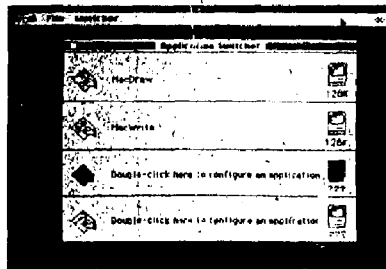 File Switcher
Application Switcher
MacDraw
128K
MacWrite
128K
Double-click here to configure an application
???
Double-click here to configure an application
???